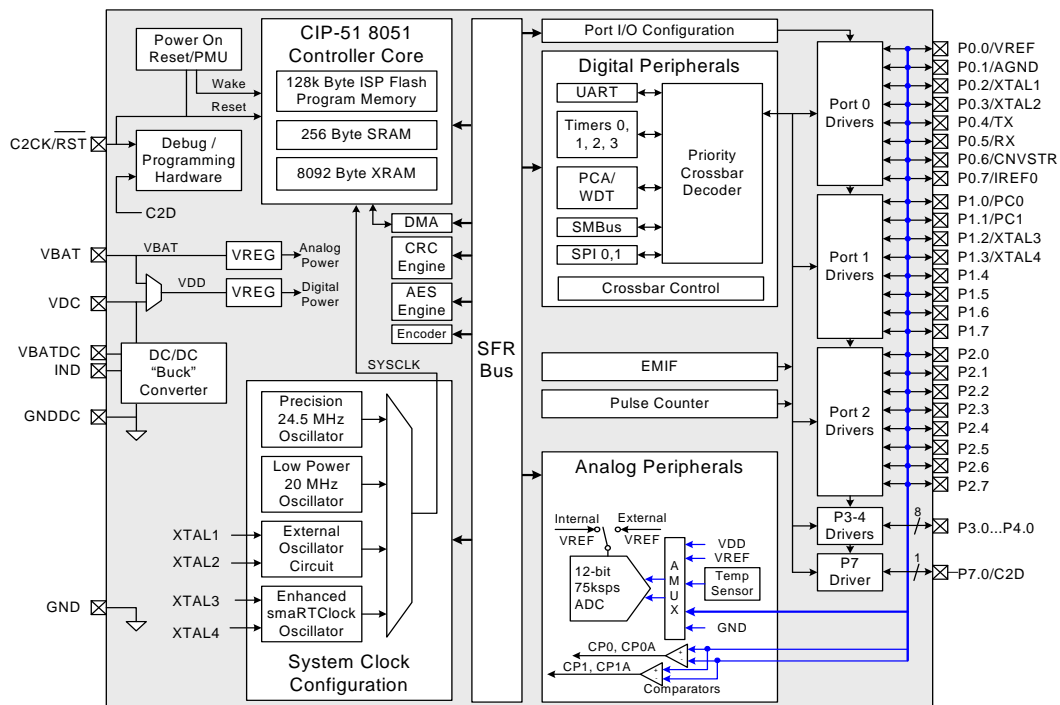 Power On
Reset/PMU
Wake
Reset
C2CK/RST
Debug /
Programming
Hardware
C2D
VBAT
VBAT
VREG
Analog
Power
VDC
VDD
VREG
Digital
Power
VBATDC
IND
DC/DC
“Buck”
Converter
GNDDC
GND
CIP-51 8051
Controller Core
128k Byte ISP Flash
Program Memory
256 Byte SRAM
8092 Byte XRAM
DMA
CRC
Engine
AES
Engine
Encoder
SYSCLK
Precision
24.5 MHz
Oscillator
Low Power
20 MHz
Oscillator
XTAL1
XTAL2
External
Oscillator
Circuit
XTAL3
XTAL4
Enhanced
smaRTClock
Oscillator
System Clock
Configuration
SFR
Bus
Port I/O Configuration
Digital Peripherals
UART
Timers 0,
1, 2, 3
PCA/
WDT
SMBus
SPI 0,1
Priority
Crossbar
Decoder
Crossbar Control
EMIF
Pulse Counter
Analog Peripherals
Internal
VREF
External
VREF
12-bit
75ksps
ADC
A
M
U
X
VDD
VREF
Temp
Sensor
GND
CP0, CP0A
+
-
CP1, CP1A
+
-
Comparators
Port 0
Drivers
Port 1
Drivers
Port 2
Drivers
P3-4
Drivers
P7
Driver
P0.0/VREF
P0.1/AGND
P0.2/XTAL1
P0.3/XTAL2
P0.4/TX
P0.5/RX
P0.6/CNVSTR
P0.7/IREF0
P1.0/PC0
P1.1/PC1
P1.2/XTAL3
P1.3/XTAL4
P1.4
P1.5
P1.6
P1.7
P2.0
P2.1
P2.2
P2.3
P2.4
P2.5
P2.6
P2.7
8
P3.0...P4.0
1
P7.0/C2D